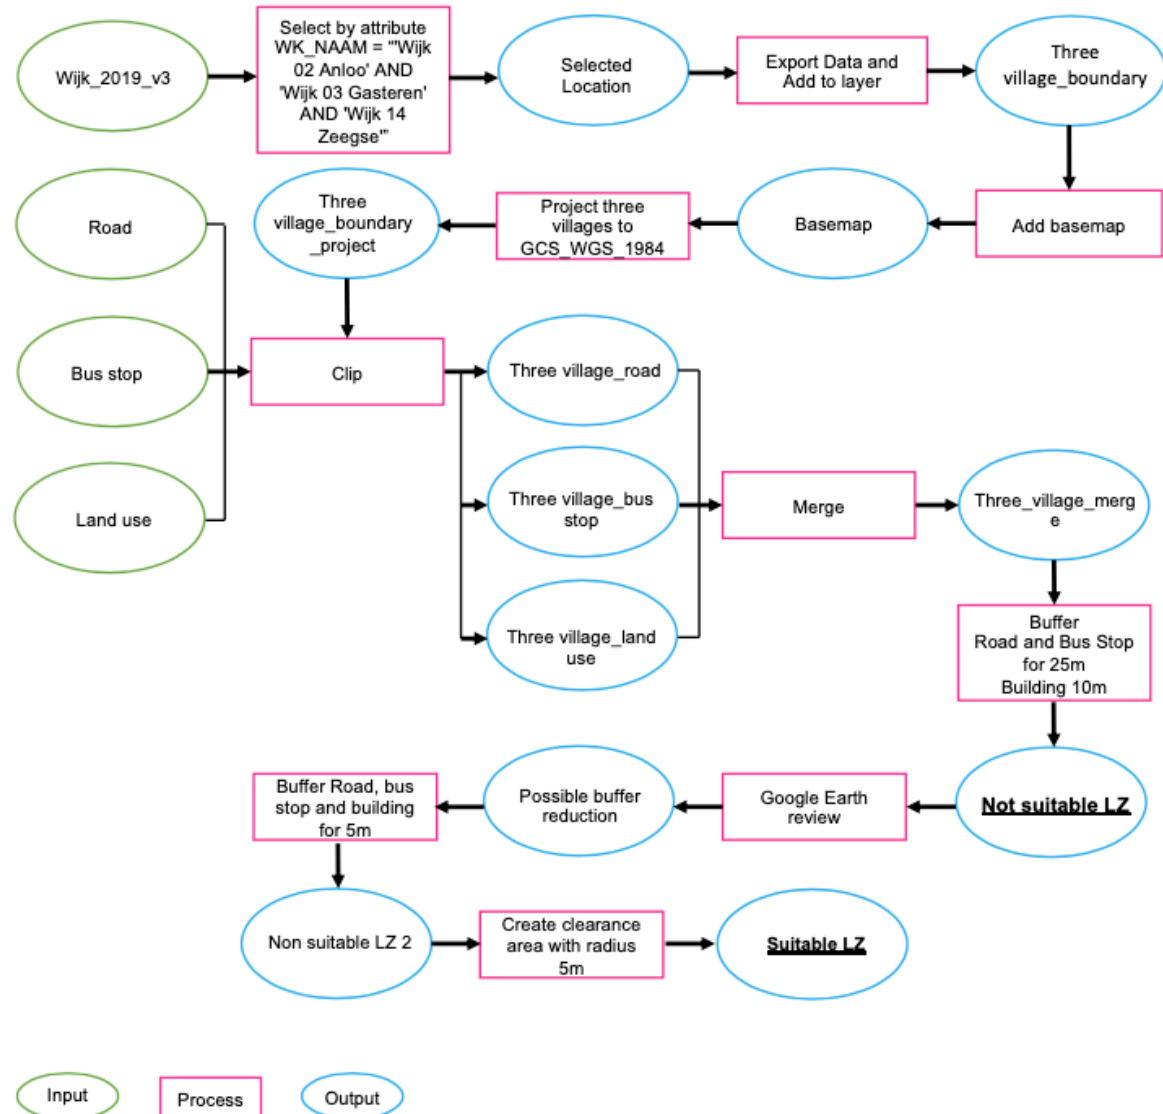 Wijk_2019_v3
Select by attribute
WK_NAAM = "'Wijk
02 Anloo' AND
'Wijk 03 Gasteren'
AND 'Wijk 14
Zeegse'"
Selected
Location
Export Data and
Add to layer
Three
village_boundary
Road
Three
village_boundary
_project
Project three
villages to
GCS_WGS_1984
Basemap
Add basemap
Bus stop
Clip
Three village_road
Land use
Three village_bus
stop
Merge
Three_village_merg
e
Three village_land
use
Buffer
Road and Bus Stop
for 25m
Building 10m
Buffer Road, bus
stop and building
for 5m
Possible buffer
reduction
Google Earth
review
Not suitable LZ
Non suitable LZ 2
Create clearance
area with radius
5m
Suitable LZ
Input
Process
Output